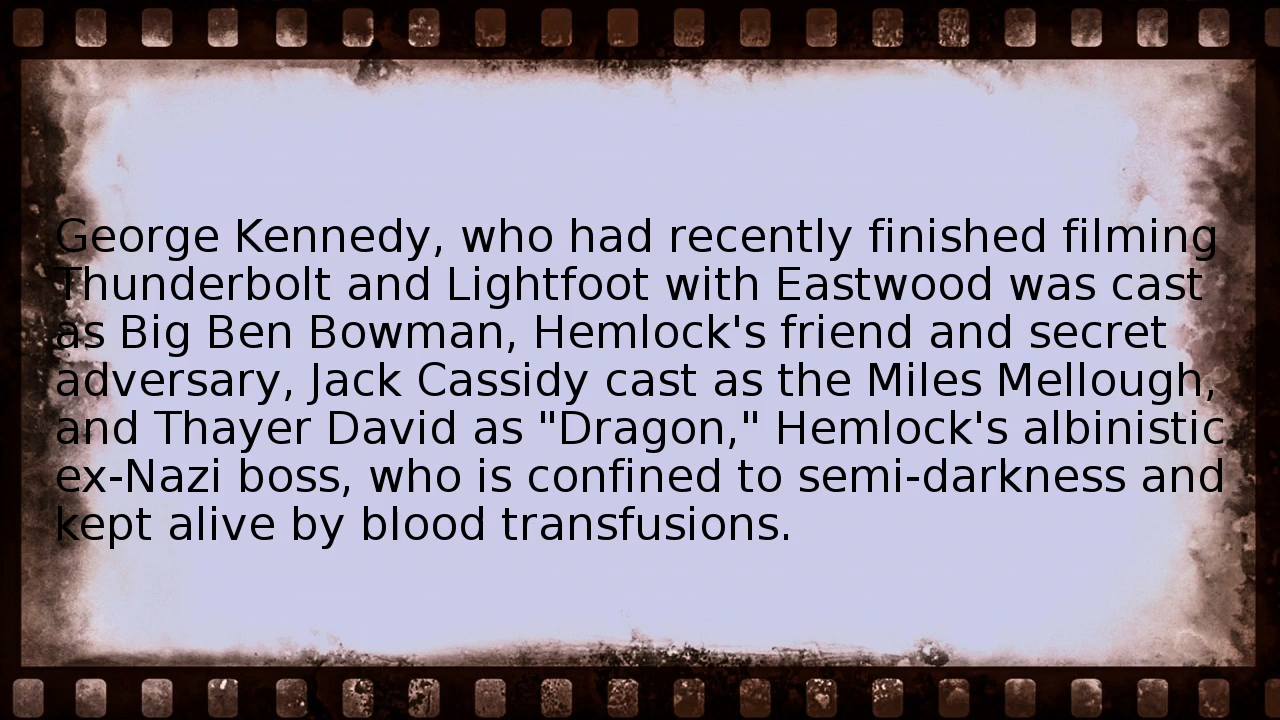 George Kennedy, who had recently finished filming
Thunderbolt and Lightfoot with Eastwood was cast
as Big Ben Bowman, Hemlock's friend and secret
adversary, Jack Cassidy cast as the Miles Mellough,
and Thayer David as "Dragon," Hemlock's albinistic
ex-Nazi boss, who is confined to semi-darkness and
kept alive by blood transfusions.